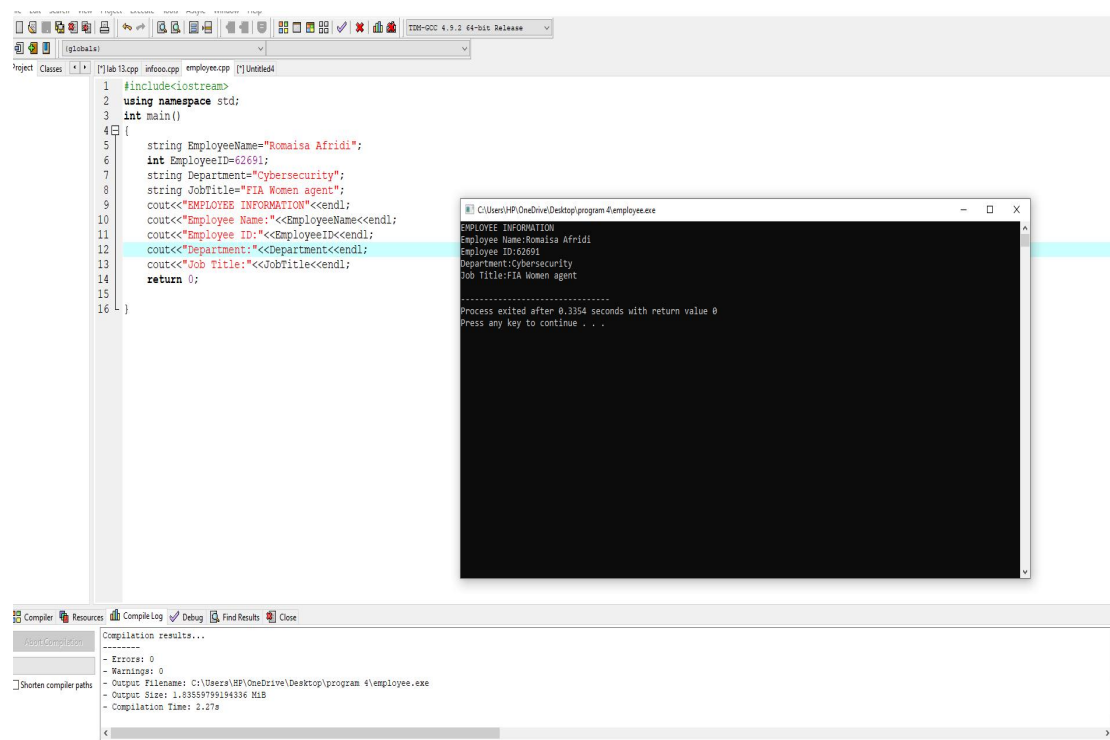 TDM-GCC 4.9.2 64-bit Release
(globals)
Project Classes [*] lab 13.cpp infooo.cpp employee.cpp [*] Untitled4
1 #include<iostream>
2 using namespace std;
3 int main()
4 {
5 string EmployeeName="Romaisa Afridi";
6 int EmployeeID=62691;
7 string Department="Cybersecurity";
8 string JobTitle="FIA Women agent";
9 cout<<"EMPLOYEE INFORMATION"<<endl;
10 cout<<"Employee Name:"<<EmployeeName<<endl;
11 cout<<"Employee ID:"<<EmployeeID<<endl;
12 cout<<"Department:"<<Department<<endl;
13 cout<<"Job Title:"<<JobTitle<<endl;
14 return 0;
15
16 }
C:\Users\HP\OneDrive\Desktop\program 4\employee.exe
EMPLOYEE INFORMATION
Employee Name:Romaisa Afridi
Employee ID:62691
Department:Cybersecurity
Job Title:FIA Women agent
--------------------------------
Process exited after 0.3354 seconds with return value 0
Press any key to continue . . .
Compiler Resources Compile Log Debug Find Results Close
Abort Compilation
Shorten compiler paths
Compilation results...
--------
- Errors: 0
- Warnings: 0
- Output Filename: C:\Users\HP\OneDrive\Desktop\program 4\employee.exe
- Output Size: 1.83559799194336 MiB
- Compilation Time: 2.27s